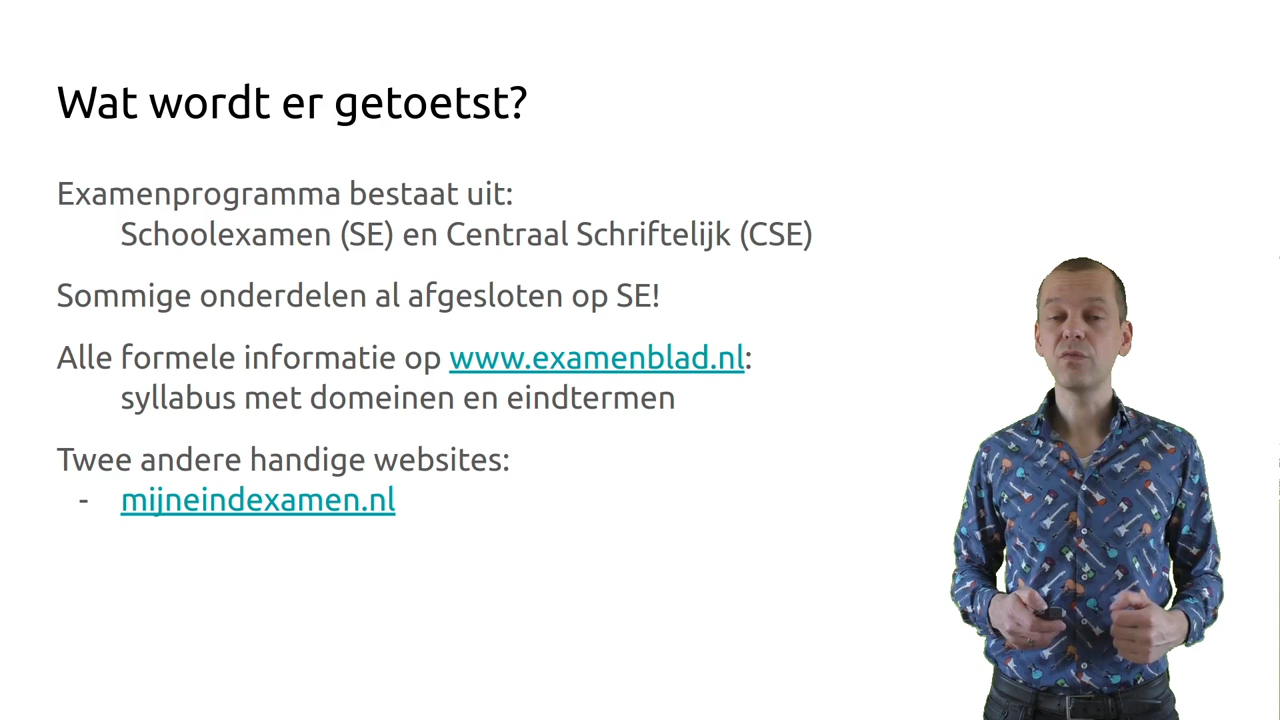 Wat wordt er getoetst?
Examenprogramma bestaat uit:
Schoolexamen (SE) en Centraal Schriftelijk (CSE)
Sommige onderdelen al afgesloten op SE!
Alle formele informatie op www.examenblad.nl:
syllabus met domeinen en eindtermen
Twee andere handige websites:
- mijneindexamen.nl